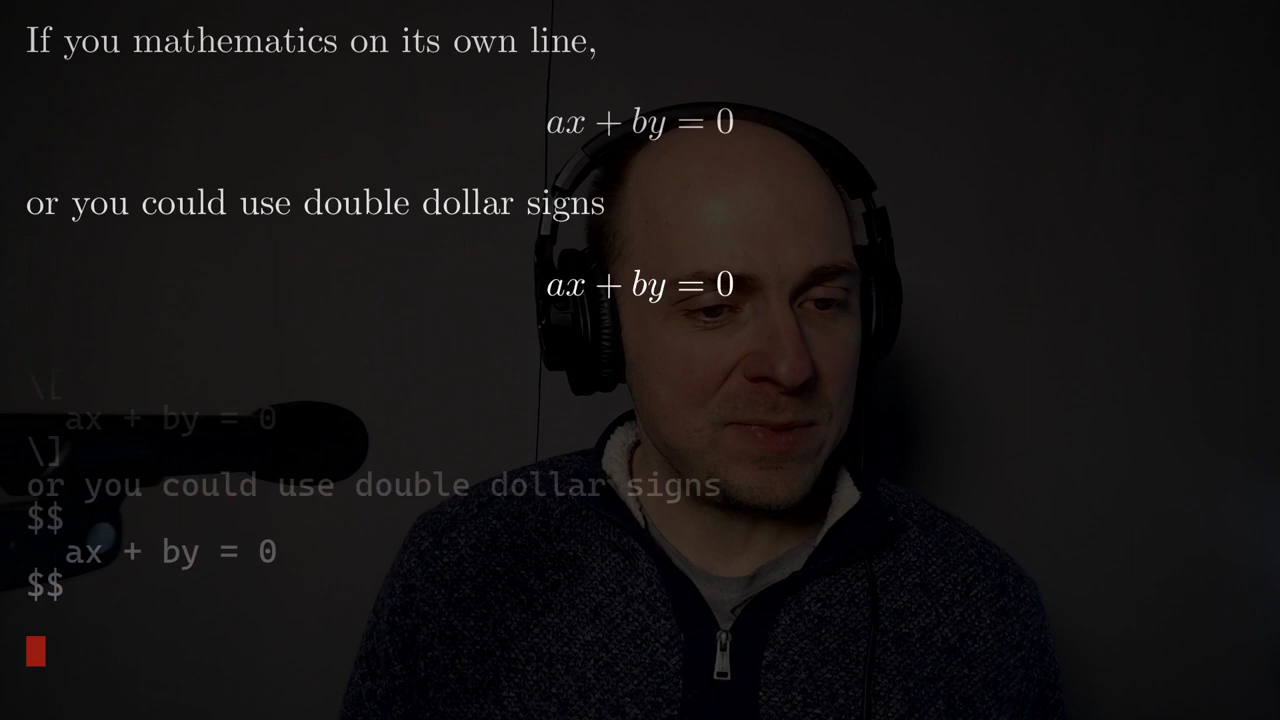 If you mathematics on its own line,
ax + by = 0
or you could use double dollar signs
ax + by = 0
\[
ax + by = 0
\]
or you could use double dollar signs
$$
ax + by = 0
$$